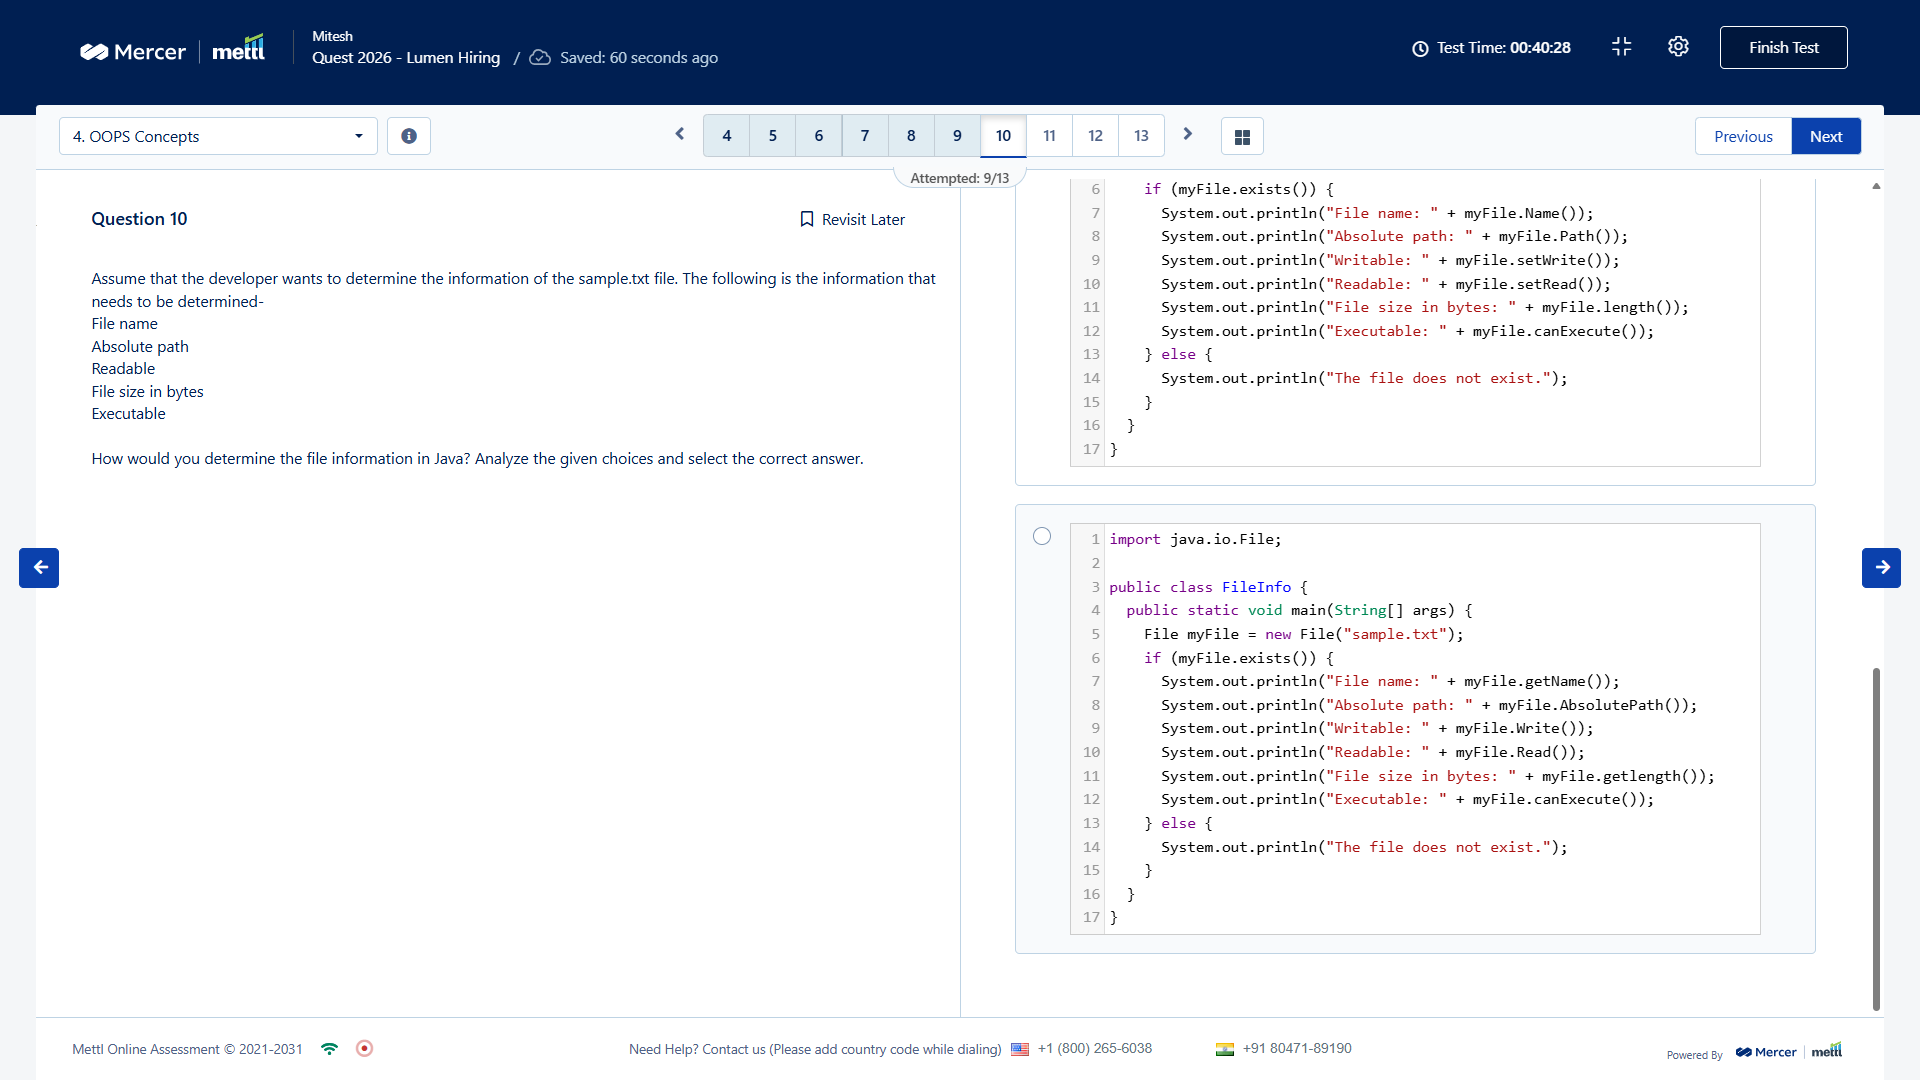 Mercer | mettl
Mitesh
Quest 2026 - Lumen Hiring / Saved: 60 seconds ago
Test Time: 00:40:28
Finish Test
4. OOPS Concepts
4 5 6 7 8 9 10 11 12 13
Previous Next
Attempted: 9/13
Question 10
Revisit Later
Assume that the developer wants to determine the information of the sample.txt file. The following is the information that
needs to be determined-
File name
Absolute path
Readable
File size in bytes
Executable
How would you determine the file information in Java? Analyze the given choices and select the correct answer.
6     if (myFile.exists()) {
7       System.out.println("File name: " + myFile.Name());
8       System.out.println("Absolute path: " + myFile.Path());
9       System.out.println("Writable: " + myFile.setWrite());
10       System.out.println("Readable: " + myFile.setRead());
11       System.out.println("File size in bytes: " + myFile.length());
12       System.out.println("Executable: " + myFile.canExecute());
13     } else {
14       System.out.println("The file does not exist.");
15     }
16   }
17 }
1 import java.io.File;
2
3 public class FileInfo {
4   public static void main(String[] args) {
5     File myFile = new File("sample.txt");
6     if (myFile.exists()) {
7       System.out.println("File name: " + myFile.getName());
8       System.out.println("Absolute path: " + myFile.AbsolutePath());
9       System.out.println("Writable: " + myFile.Write());
10       System.out.println("Readable: " + myFile.Read());
11       System.out.println("File size in bytes: " + myFile.getlength());
12       System.out.println("Executable: " + myFile.canExecute());
13     } else {
14       System.out.println("The file does not exist.");
15     }
16   }
17 }
Mettl Online Assessment © 2021-2031
Need Help? Contact us (Please add country code while dialing) +1 (800) 265-6038
+91 80471-89190
Powered By Mercer | mettl